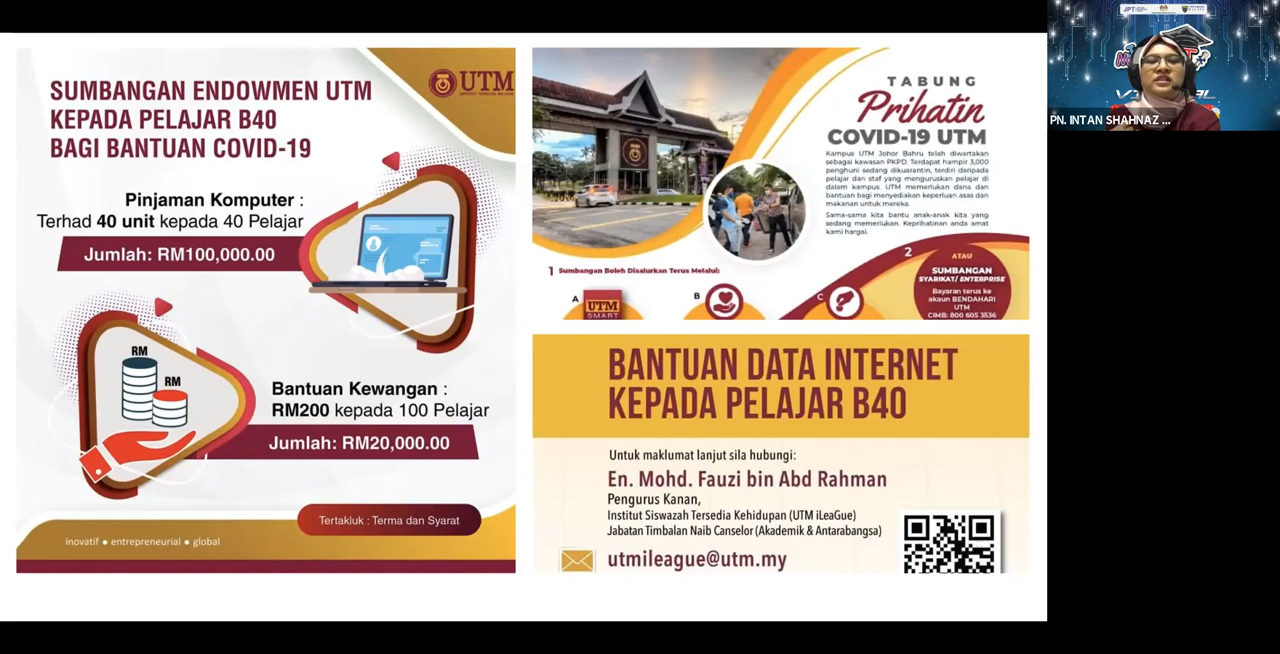 SUMBANGAN ENDOWMEN UTM
KEPADA PELAJAR B40
BAGI BANTUAN COVID-19
UTM
UNIVERSITI TEKNOLOGI MALAYSIA
Pinjaman Komputer :
Terhad 40 unit kepada 40 Pelajar
Jumlah: RM100,000.00
RM
RM
Bantuan Kewangan :
RM200 kepada 100 Pelajar
Jumlah: RM20,000.00
Tertakluk : Terma dan Syarat
inovatif ● entrepreneurial ● global
TABUNG
Prihatin
COVID-19 UTM
Kampus UTM Johor Bahru telah diwartakan
sebagai kawasan PKPD. Terdapat hampir 3,000
penghuni sedang dikuarantin, terdiri daripada
pelajar dan staf yang menguruskan pelajar di
dalam kampus. UTM memerlukan dana dan
bantuan bagi menyediakan keperluan asas dan
makanan untuk mereka.
Sama-sama kita bantu anak-anak kita yang
sedang memerlukan. Keprihatinan anda amat
kami hargai.
1 Sumbangan Boleh Disalurkan Terus Melalui:
A
UTM
SMART
B
C
2
ATAU
SUMBANGAN
SYARIKAT/ ENTERPRISE
Bayaran terus ke
akaun BENDAHARI
UTM
CIMB: 800 605 3536
BANTUAN DATA INTERNET
KEPADA PELAJAR B40
Untuk maklumat lanjut sila hubungi:
En. Mohd. Fauzi bin Abd Rahman
Pengurus Kanan,
Institut Siswazah Tersedia Kehidupan (UTM iLeaGue)
Jabatan Timbalan Naib Canselor (Akademik & Antarabangsa)
utmileague@utm.my
JPT
PN. INTAN SHAHNAZ ...